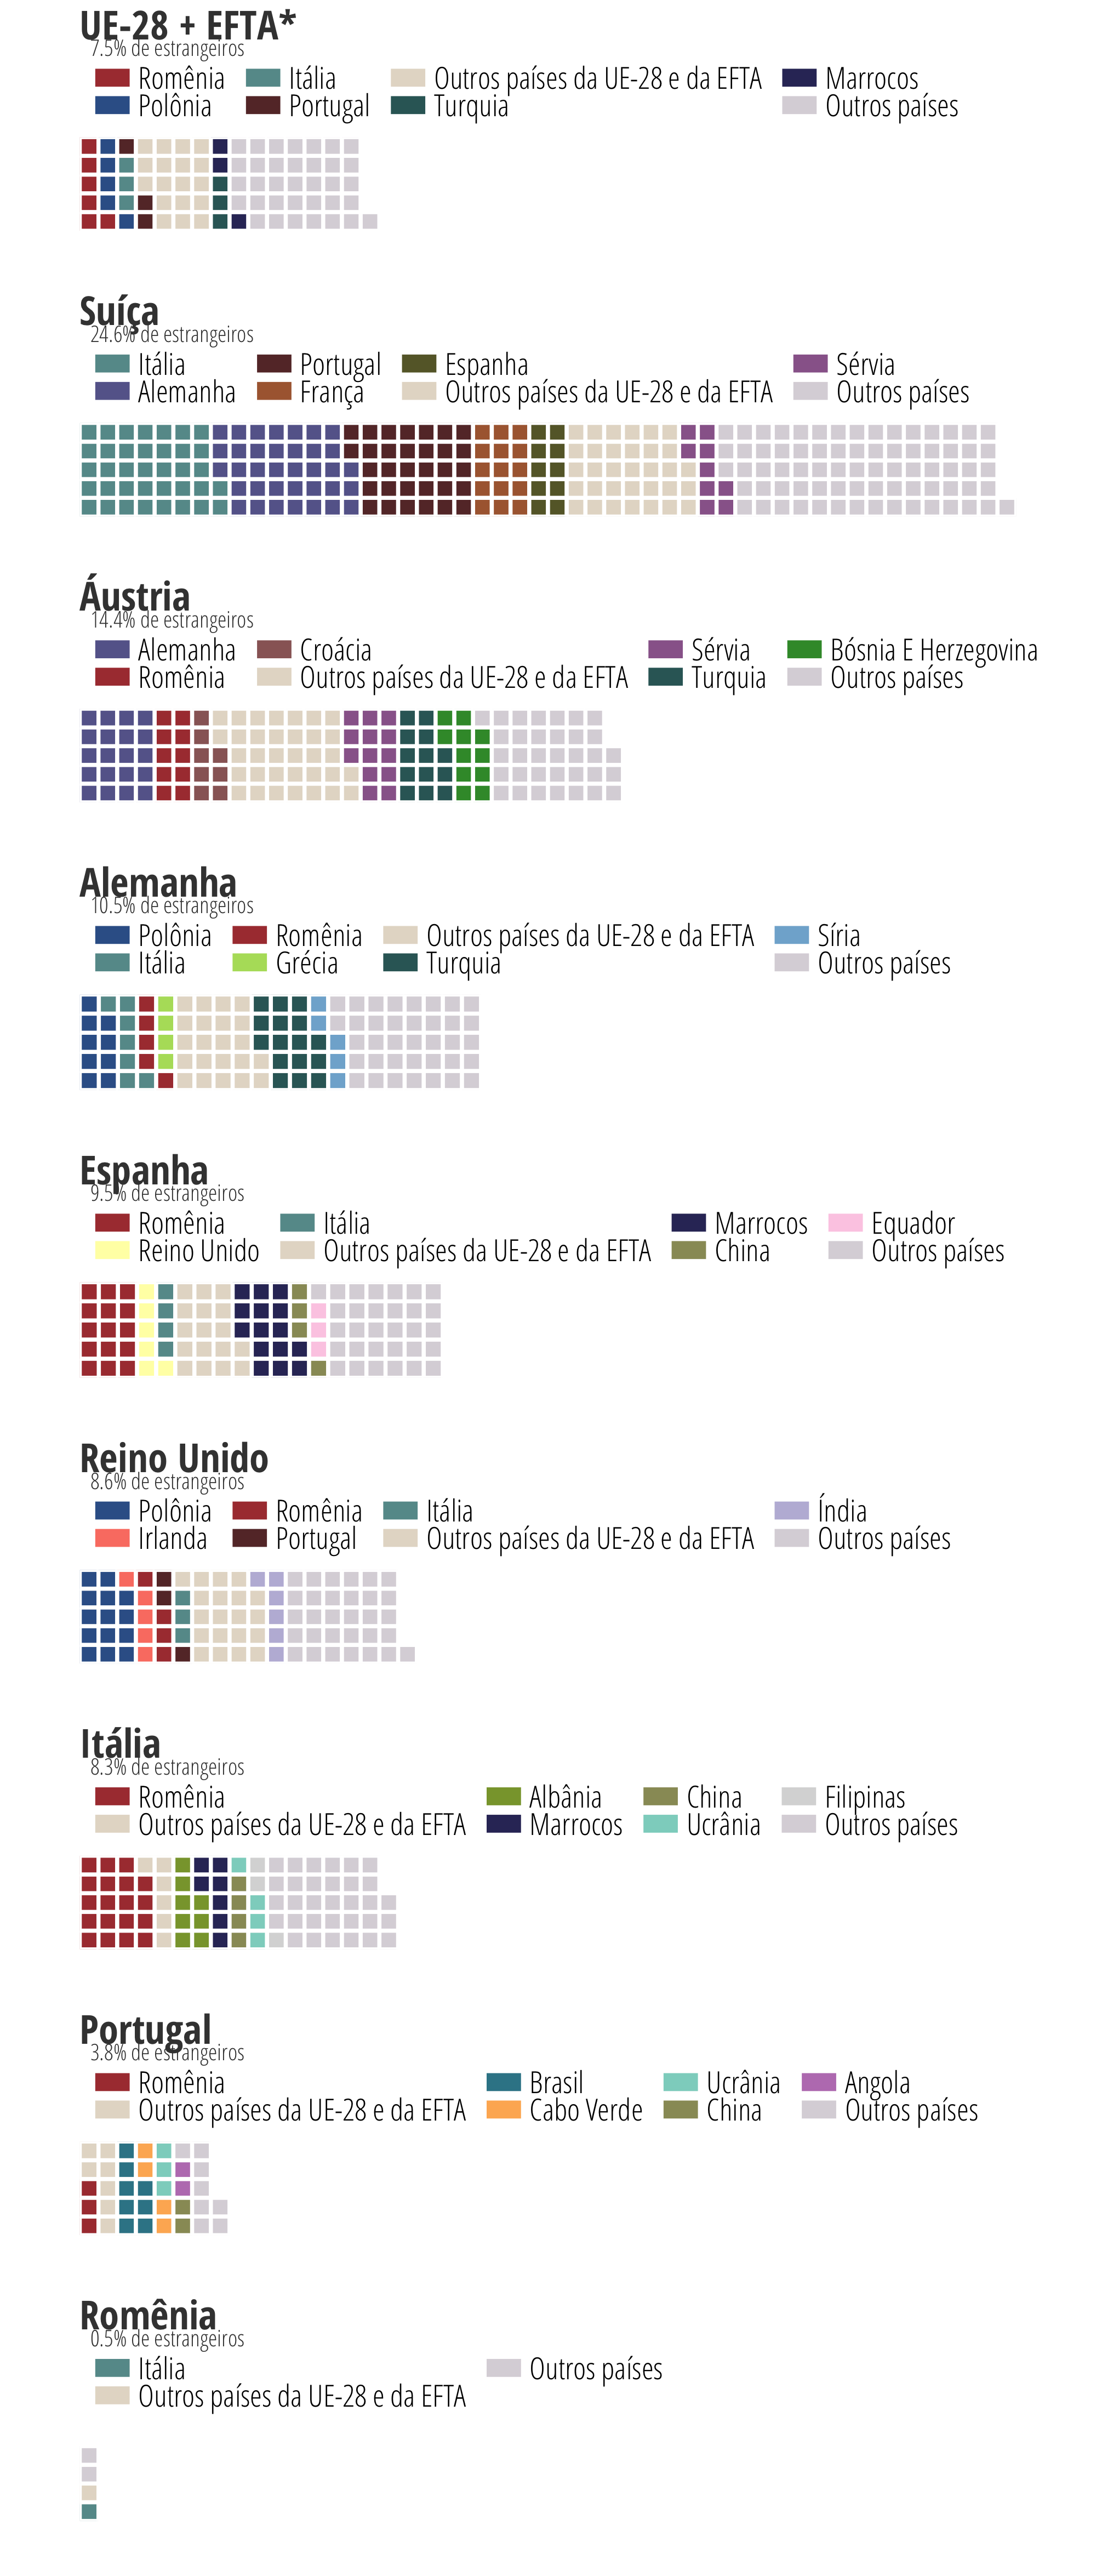 UE-28 + EFTA*
7.5% de estrangeiros
Romênia Itália Outros países da UE-28 e da EFTA Marrocos
Polônia Portugal Turquia Outros países
Suíça
24.6% de estrangeiros
Itália Portugal Espanha Sérvia
Alemanha França Outros países da UE-28 e da EFTA Outros países
Áustria
14.4% de estrangeiros
Alemanha Croácia Sérvia Bósnia E Herzegovina
Romênia Outros países da UE-28 e da EFTA Turquia Outros países
Alemanha
10.5% de estrangeiros
Polônia Romênia Outros países da UE-28 e da EFTA Síria
Itália Grécia Turquia Outros países
Espanha
9.5% de estrangeiros
Romênia Itália Marrocos Equador
Reino Unido Outros países da UE-28 e da EFTA China Outros países
Reino Unido
8.6% de estrangeiros
Polônia Romênia Itália Índia
Irlanda Portugal Outros países da UE-28 e da EFTA Outros países
Itália
8.3% de estrangeiros
Romênia Albânia China Filipinas
Outros países da UE-28 e da EFTA Marrocos Ucrânia Outros países
Portugal
3.8% de estrangeiros
Romênia Brasil Ucrânia Angola
Outros países da UE-28 e da EFTA Cabo Verde China Outros países
Romênia
0.5% de estrangeiros
Itália Outros países
Outros países da UE-28 e da EFTA